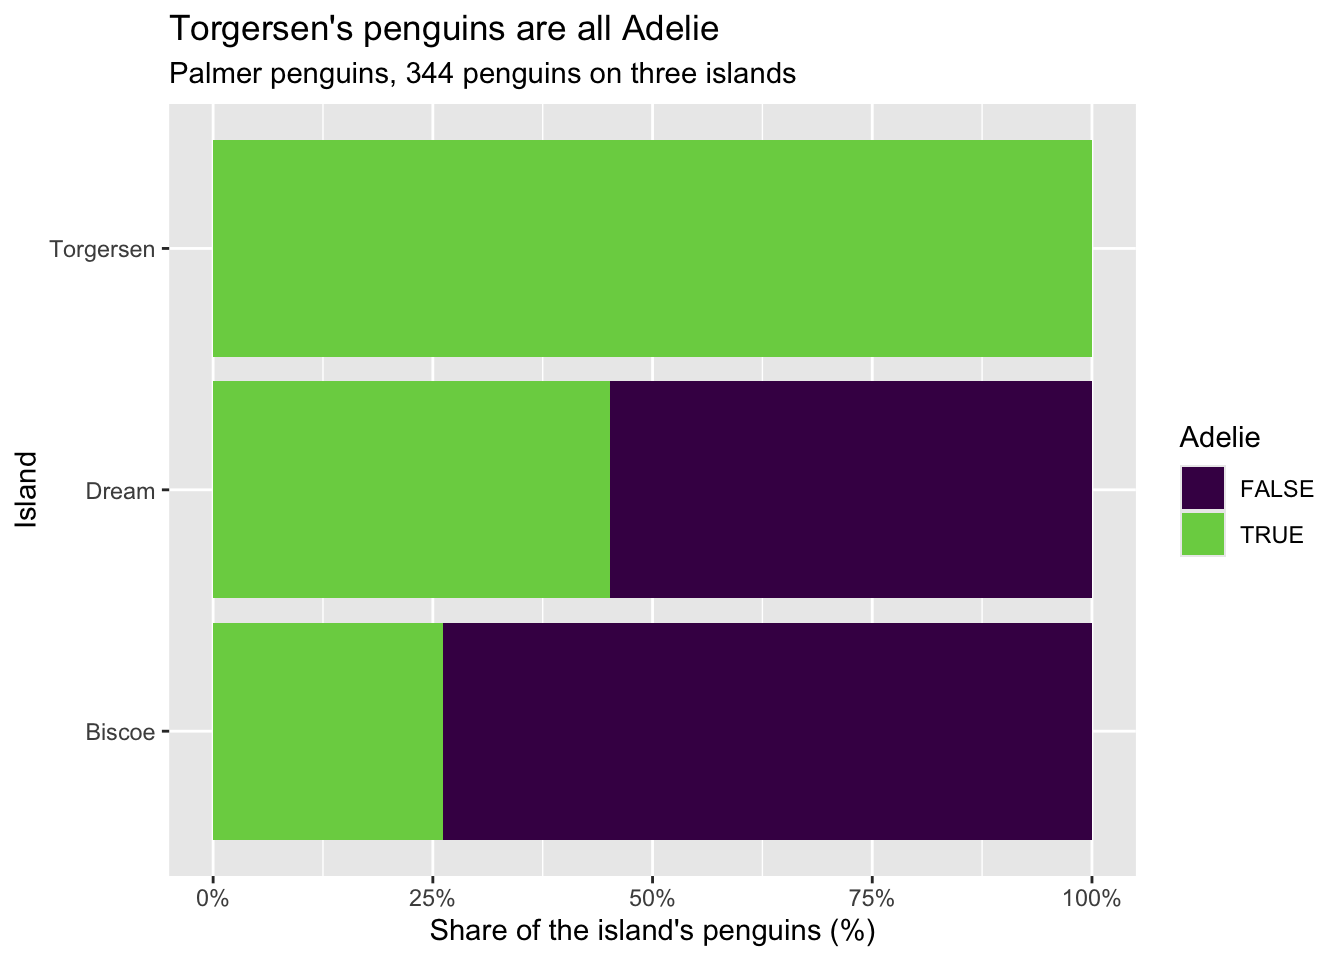 Torgersen's penguins are all Adelie
Palmer penguins, 344 penguins on three islands
Island
Torgersen
Dream
Biscoe
0% 25% 50% 75% 100%
Share of the island's penguins (%)
Adelie
FALSE
TRUE